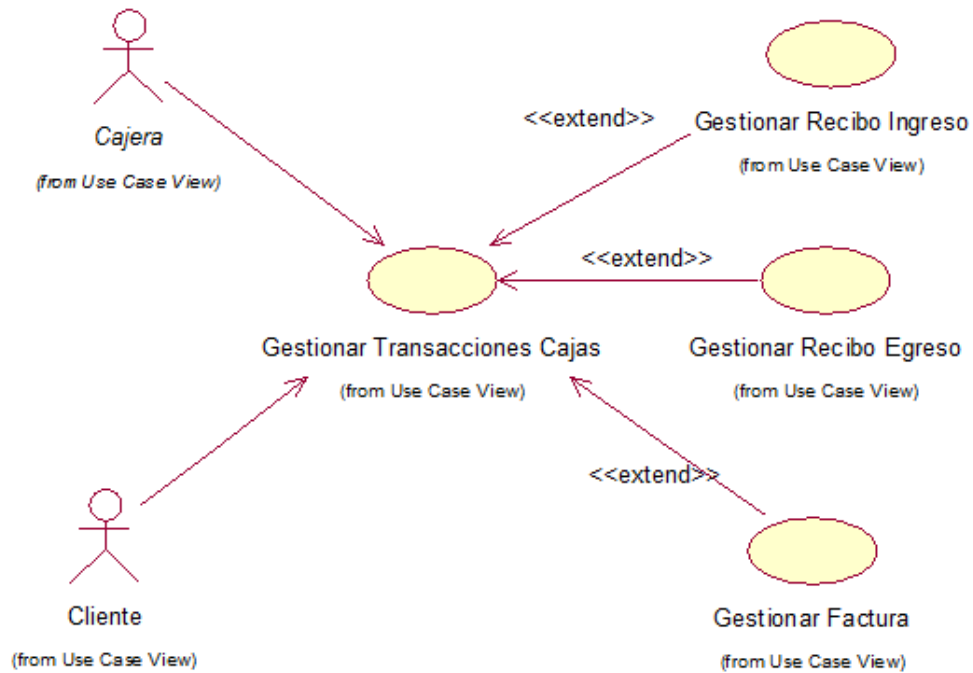 Cajera
(from Use Case View)
<<extend>>
Gestionar Recibo Ingreso
(from Use Case View)
<<extend>>
Gestionar Transacciones Cajas
(from Use Case View)
Gestionar Recibo Egreso
(from Use Case View)
<<extend>>
Cliente
(from Use Case View)
Gestionar Factura
(from Use Case View)